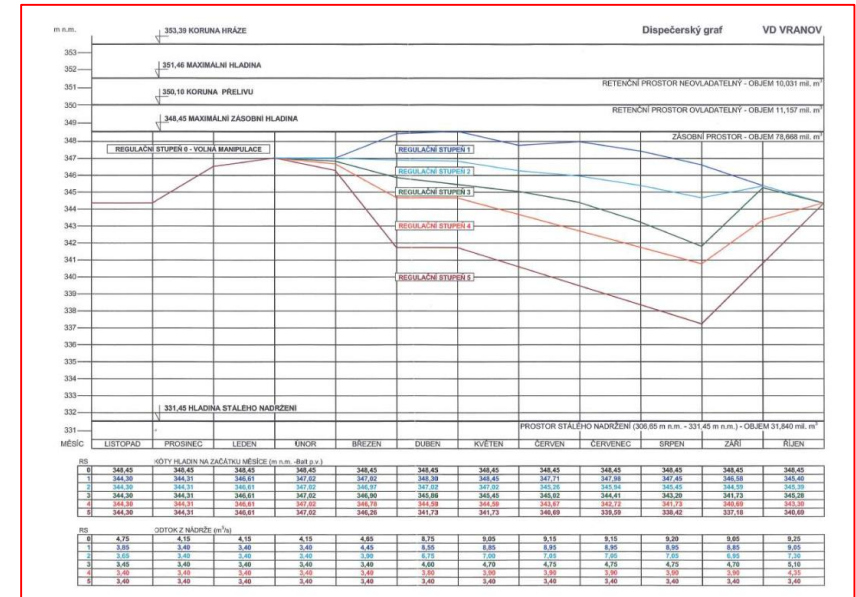 m n.m. 353,39 KORUNA HRÁZE Dispečerský graf VD VRANOV
353
352 351,46 MAXIMALNÍ HLADINA
351 RETENČNÍ PROSTOR NEOVLADATELNÝ - OBJEM 10,031 mil. m³
350,10 KORUNA PŘELIVU
350 RETENČNÍ PROSTOR OVLADATELNÝ - OBJEM 11,157 mil. m³
349 348,45 MAXIMÁLNÍ ZÁSOBNÍ HLADINA
348 ZÁSOBNÍ PROSTOR - OBJEM 78,668 mil. m³
REGULAČNÍ STUPEŇ 0 - VOLNÁ MANIPULACE REGULAČNÍ STUPEŇ 1
347
REGULAČNÍ STUPEŇ 2
346
345 REGULAČNÍ STUPEŇ 3
344
343 REGULAČNÍ STUPEŇ 4
342
341
340 REGULAČNÍ STUPEŇ 5
339
338
337
336
335
334
333
332 331,45 HLADINA STÁLÉHO NADRŽENÍ
331 PROSTOR STÁLÉHO NADRŽENÍ (306,65 m n.m. - 331,45 m n.m.) - OBJEM 31,840 mil. m³
MĚSÍC LISTOPAD PROSINEC LEDEN ÚNOR BŘEZEN DUBEN KVĚTEN ČERVEN ČERVENEC SRPEN ZÁŘÍ ŘÍJEN
RS KÓTY HLADIN NA ZAČÁTKU MĚSÍCE (m n.m. -Balt p.v.)
0 348,45 348,45 348,45 348,45 348,45 348,45 348,45 348,45 348,45 348,45 348,45 348,45
1 344,30 344,31 346,61 347,02 347,02 348,30 348,45 347,71 347,98 347,45 346,58 345,40
2 344,30 344,31 346,61 347,02 346,97 347,02 347,02 345,94 345,45 345,39
3 344,30 344,31 346,61 347,02 346,90 345,86 345,45 345,02 344,41 343,20 341,73 345,28
4 344,30 344,31 346,61 347,02 346,78 344,59 344,59 343,67 342,72 341,73 340,69 343,30
5 344,30 344,31 346,61 347,02 346,26 341,73 341,73 340,69 339,59 338,42 337,18 340,69
RS ODTOK Z NÁDRŽE (m³/s)
0 4,75 4,15 4,15 4,15 4,65 8,75 9,05 9,15 9,15 9,20 9,05 9,25
1 3,85 3,40 3,40 3,40 4,45 8,55 8,85 8,95 8,95 8,95 8,85 9,05
2 3,65 3,40 3,40 3,40 3,90 6,75 7,00 7,05 7,05 7,05 6,95 7,30
3 3,45 3,40 3,40 3,40 3,40 4,60 4,70 4,75 4,75 4,75 4,70 5,10
4 3,40 3,40 3,40 3,40 3,40 3,90 3,90 3,90 3,90 4,35
5 3,40 3,40 3,40 3,40 3,40 3,40 3,40 3,40 3,40 3,40 3,40 3,40